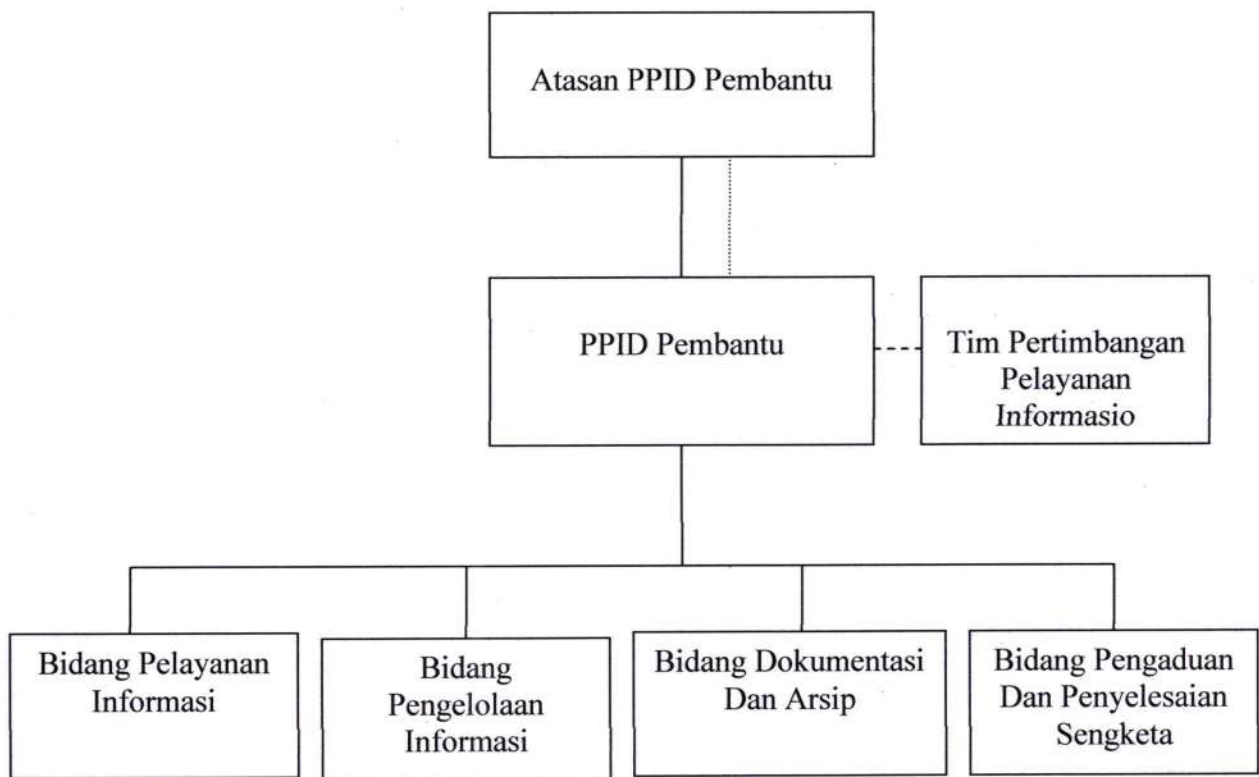 Atasan PPID Pembantu
PPID Pembantu
Tim Pertimbangan
Pelayanan
Informasio
Bidang Pelayanan
Informasi
Bidang
Pengelolaan
Informasi
Bidang Dokumentasi
Dan Arsip
Bidang Pengaduan
Dan Penyelesaian
Sengketa